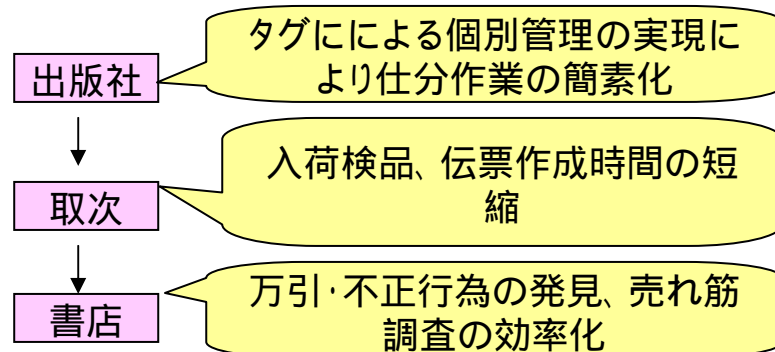 タグにによる個別管理の実現に
より仕分作業の簡素化
出版社
入荷検品、伝票作成時間の短
縮
取次
万引・不正行為の発見、売れ筋
調査の効率化
書店